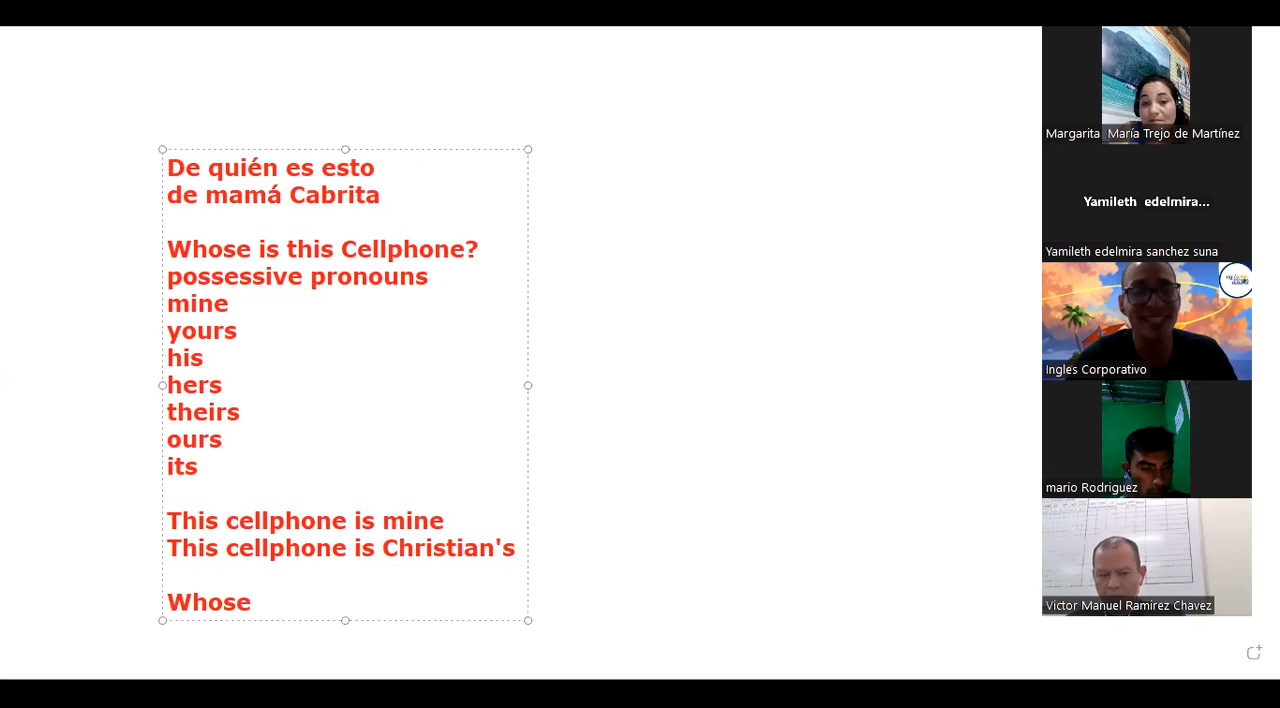 De quién es esto
de mamá Cabrita
Whose is this Cellphone?
possessive pronouns
mine
yours
his
hers
theirs
ours
its
This cellphone is mine
This cellphone is Christian's
Whose
Margarita María Trejo de Martínez
Yamileth edelmira...
Yamileth edelmira sanchez suna
Ingles Corporativo
mario Rodriguez
Victor Manuel Ramirez Chavez